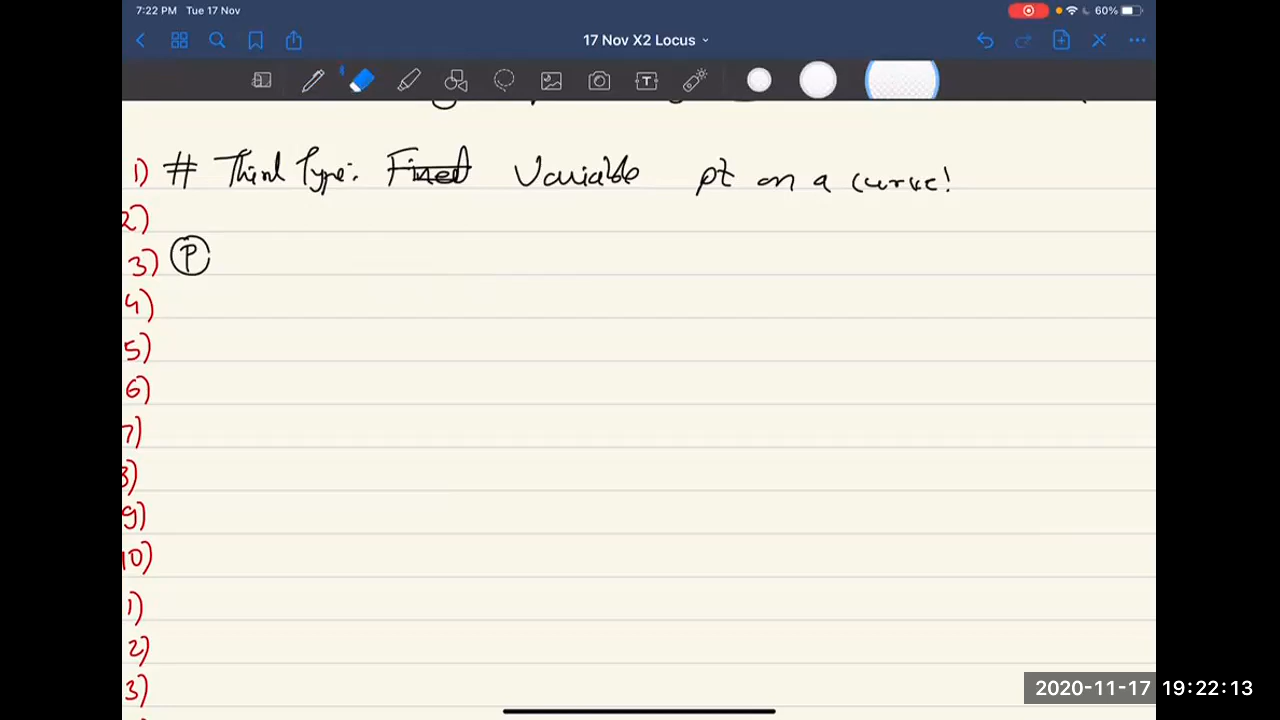 7:22 PM Tue 17 Nov
60%
17 Nov X2 Locus
T
1) # Third Type: Fixed Variable pt on a curve!
2)
3) P
4)
5)
6)
7)
8)
9)
10)
1)
2)
3)
2020-11-17 19:22:13